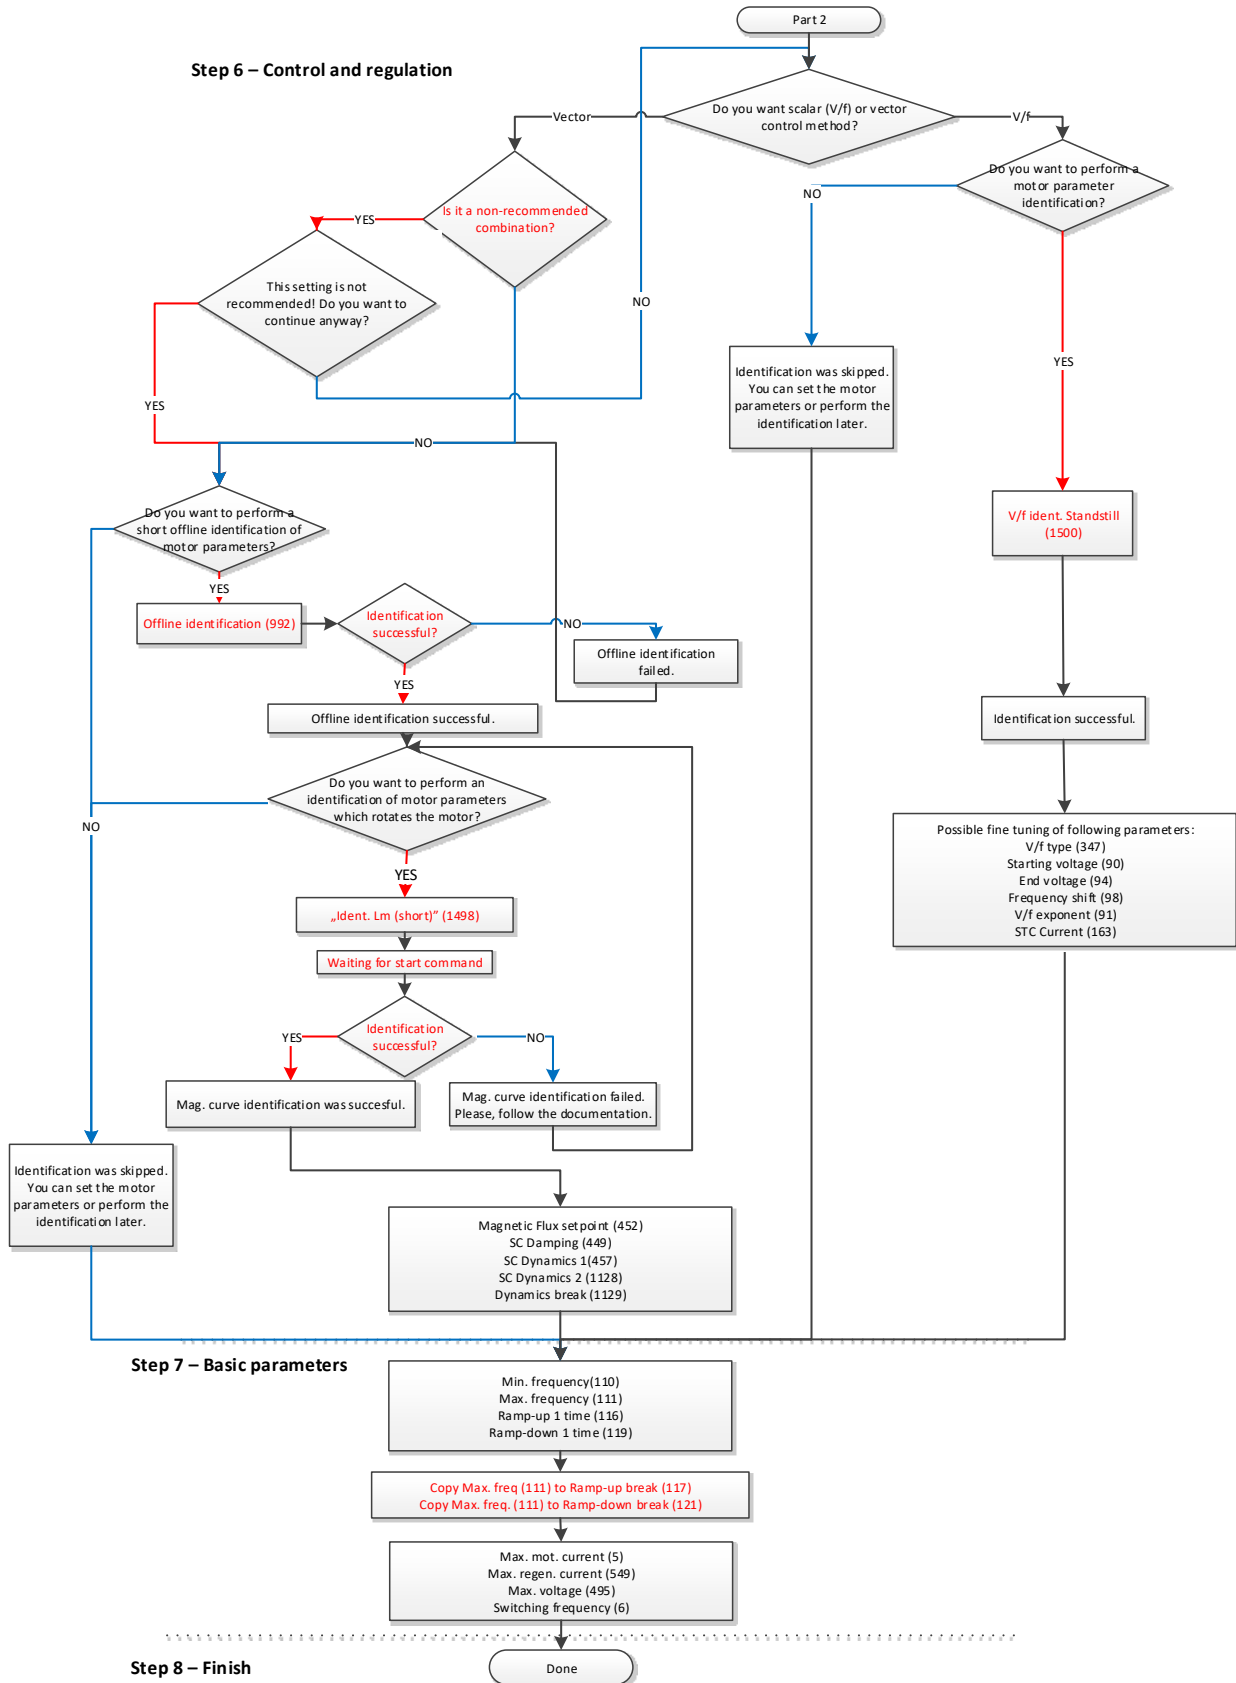 Part 2
Step 6 – Control and regulation
Do you want scalar (V/f) or vector
control method?
Vector
V/f
Do you want to perform a
motor parameter
identification?
NO
Is it a non-recommended
combination?
YES
This setting is not
recommended! Do you want to
continue anyway?
NO
YES
Identification was skipped.
You can set the motor
parameters or perform the
identification later.
YES
NO
Do you want to perform a
short offline identification of
motor parameters?
V/f ident. Standstill
(1500)
YES
Offline identification (992)
Identification
successful?
NO
Offline identification
failed.
YES
Offline identification successful.
Identification successful.
Do you want to perform an
identification of motor parameters
which rotates the motor?
NO
YES
Possible fine tuning of following parameters:
V/f type (347)
Starting voltage (90)
End voltage (94)
Frequency shift (98)
V/f exponent (91)
STC Current (163)
„Ident. Lm (short)” (1498)
Waiting for start command
Identification
successful?
YES
NO
Mag. curve identification was succesful.
Mag. curve identification failed.
Please, follow the documentation.
Identification was skipped.
You can set the motor
parameters or perform the
identification later.
Magnetic Flux setpoint (452)
SC Damping (449)
SC Dynamics 1(457)
SC Dynamics 2 (1128)
Dynamics break (1129)
Step 7 – Basic parameters
Min. frequency(110)
Max. frequency (111)
Ramp-up 1 time (116)
Ramp-down 1 time (119)
Copy Max. freq (111) to Ramp-up break (117)
Copy Max. freq. (111) to Ramp-down break (121)
Max. mot. current (5)
Max. regen. current (549)
Max. voltage (495)
Switching frequency (6)
Step 8 – Finish
Done